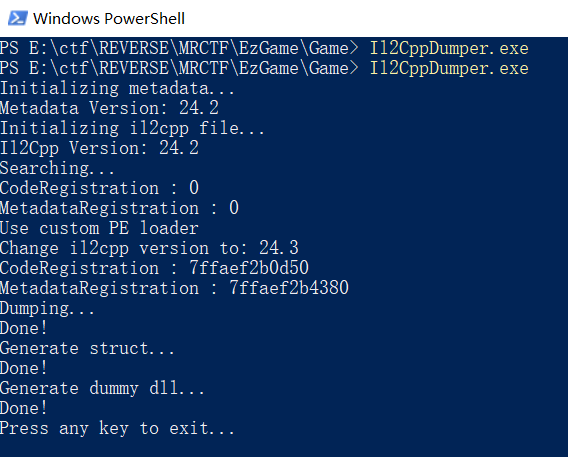 Windows PowerShell
PS E:\ctf\REVERSE\MRCTF\EzGame\Game> Il2CppDumper.exe
PS E:\ctf\REVERSE\MRCTF\EzGame\Game> Il2CppDumper.exe
Initializing metadata...
Metadata Version: 24.2
Initializing il2cpp file...
Il2Cpp Version: 24.2
Searching...
CodeRegistration : 0
MetadataRegistration : 0
Use custom PE loader
Change il2cpp version to: 24.3
CodeRegistration : 7ffaef2b0d50
MetadataRegistration : 7ffaef2b4380
Dumping...
Done!
Generate struct...
Done!
Generate dummy dll...
Done!
Press any key to exit...